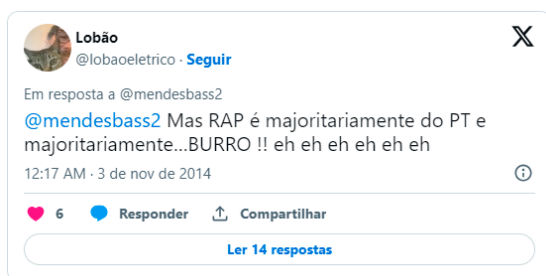 Lobão
@lobaoeletrico · Seguir
Em resposta a @mendesbass2
@mendesbass2 Mas RAP é majoritariamente do PT e
majoritariamente...BURRO !! eh eh eh eh eh eh
12:17 AM · 3 de nov de 2014
6 Responder Compartilhar
Ler 14 respostas